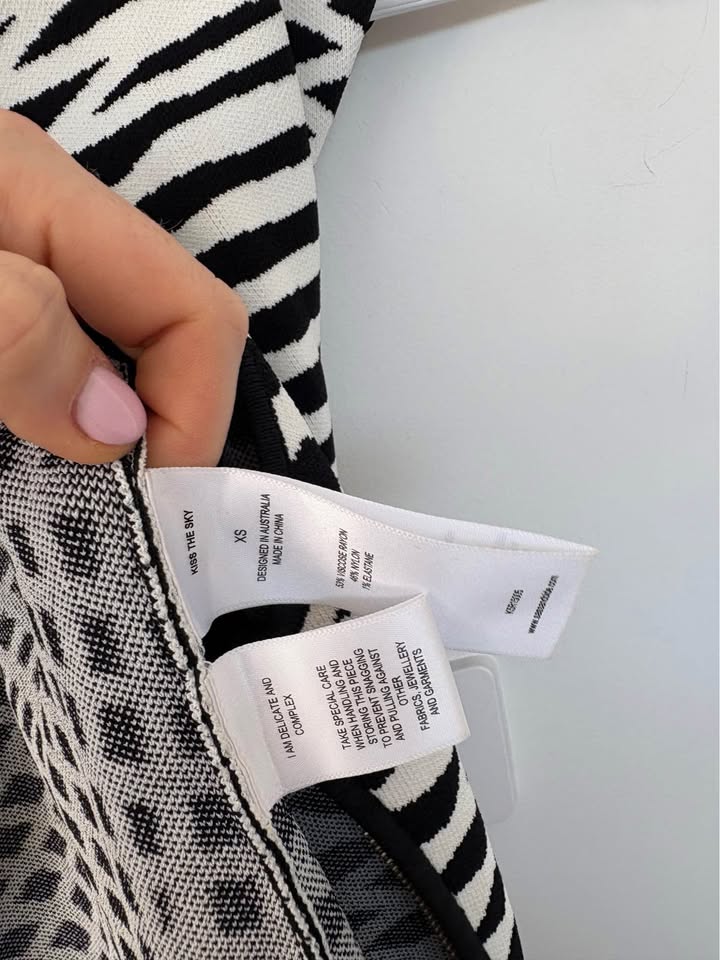 KISS THE SKY
XS
DESIGNED IN AUSTRALIA
MADE IN CHINA
VISCOSE RAYON
NYLON
1% ELASTANE
I AM DELICATE AND
COMPLEX
TAKE SPECIAL CARE
WHEN HANDLING AND
STORING THIS PIECE
TO PREVENT SNAGGING
AND PULLING AGAINST
OTHER
FABRICS, JEWELLERY
AND GARMENTS